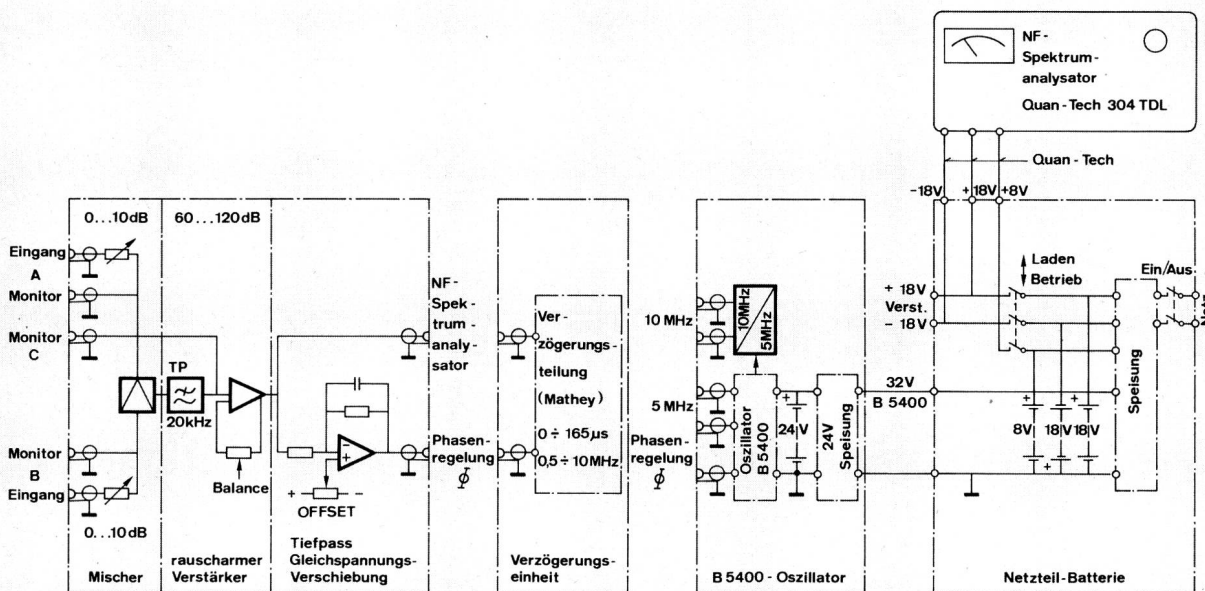 NF-
Spektrum-
analysator
Quan-Tech 304 TDL
Quan-Tech
-18V
+18V
+8V
0...10dB
60...120dB
Eingang
A
Monitor
Monitor
C
Monitor
B
Eingang
0...10dB
TP
20kHz
Balance
+ -
OFFSET
- +
NF-
Spek-
trum-
analy-
sator
Phasen-
regelung
ϕ
Ver-
zögerungs-
teilung
(Mathey)
0 ÷ 165µs
0,5 ÷ 10MHz
10 MHz
5 MHz
Phasen-
regelung
ϕ
10MHz
5MHz
Oszillator
B 5400
+
24V
24V
Speisung
32V
B 5400
+ 18V
Verst.
- 18V
Laden
Betrieb
Ein/Aus
Speisung
+ + +
8V 18V 18V
Mischer
rauscharmer
Verstärker
Tiefpass
Gleichspannungs-
Verschiebung
Verzögerungs-
einheit
B 5400-Oszillator
Netzteil-Batterie